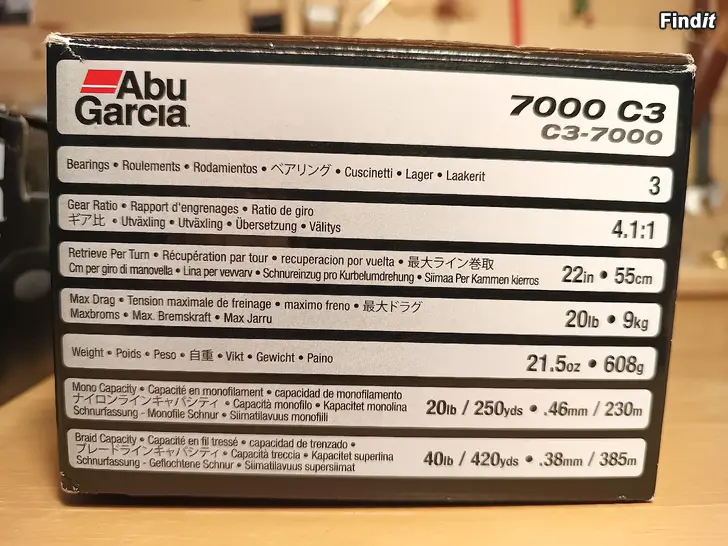 Findit
Abu
Garcia
7000 C3
C3-7000
Bearings • Roulements • Rodamientos • ベアリング • Cuscinetti • Lager • Laakerit
3
Gear Ratio • Rapport d'engrenages • Ratio de giro
ギア比 • Utväxling • Utväxling • Übersetzung • Välitys
4.1:1
Retrieve Per Turn • Récupération par tour • recuperacion por vuelta • 最大ライン巻取
Cm per giro di manovella • Lina per vevvarv • Schnureinzug pro Kurbelumdrehung • Siimaa Per Kammen kierros
22in • 55cm
Max Drag • Tension maximale de freinage • maximo freno • 最大ドラグ
Maxbroms • Max. Bremskraft • Max Jarru
20lb • 9kg
Weight • Poids • Peso • 自重 • Vikt • Gewicht • Paino
21.5oz • 608g
Mono Capacity • Capacité en monofilament • capacidad de monofilamento
ナイロンラインキャパシティ • Capacità monofilo • Kapacitet monolina
Schnurfassung - Monofile Schnur • Siimatilavuus monofiili
20lb / 250yds • .46mm / 230m
Braid Capacity • Capacité en fil tressé • capacidad de trenzado •
ブレードラインキャパシティ • Capacità treccia • Kapacitet superlina
Schnurfassung - Geflochtene Schnur • Siimatilavuus supersiimat
40lb / 420yds • .38mm / 385m